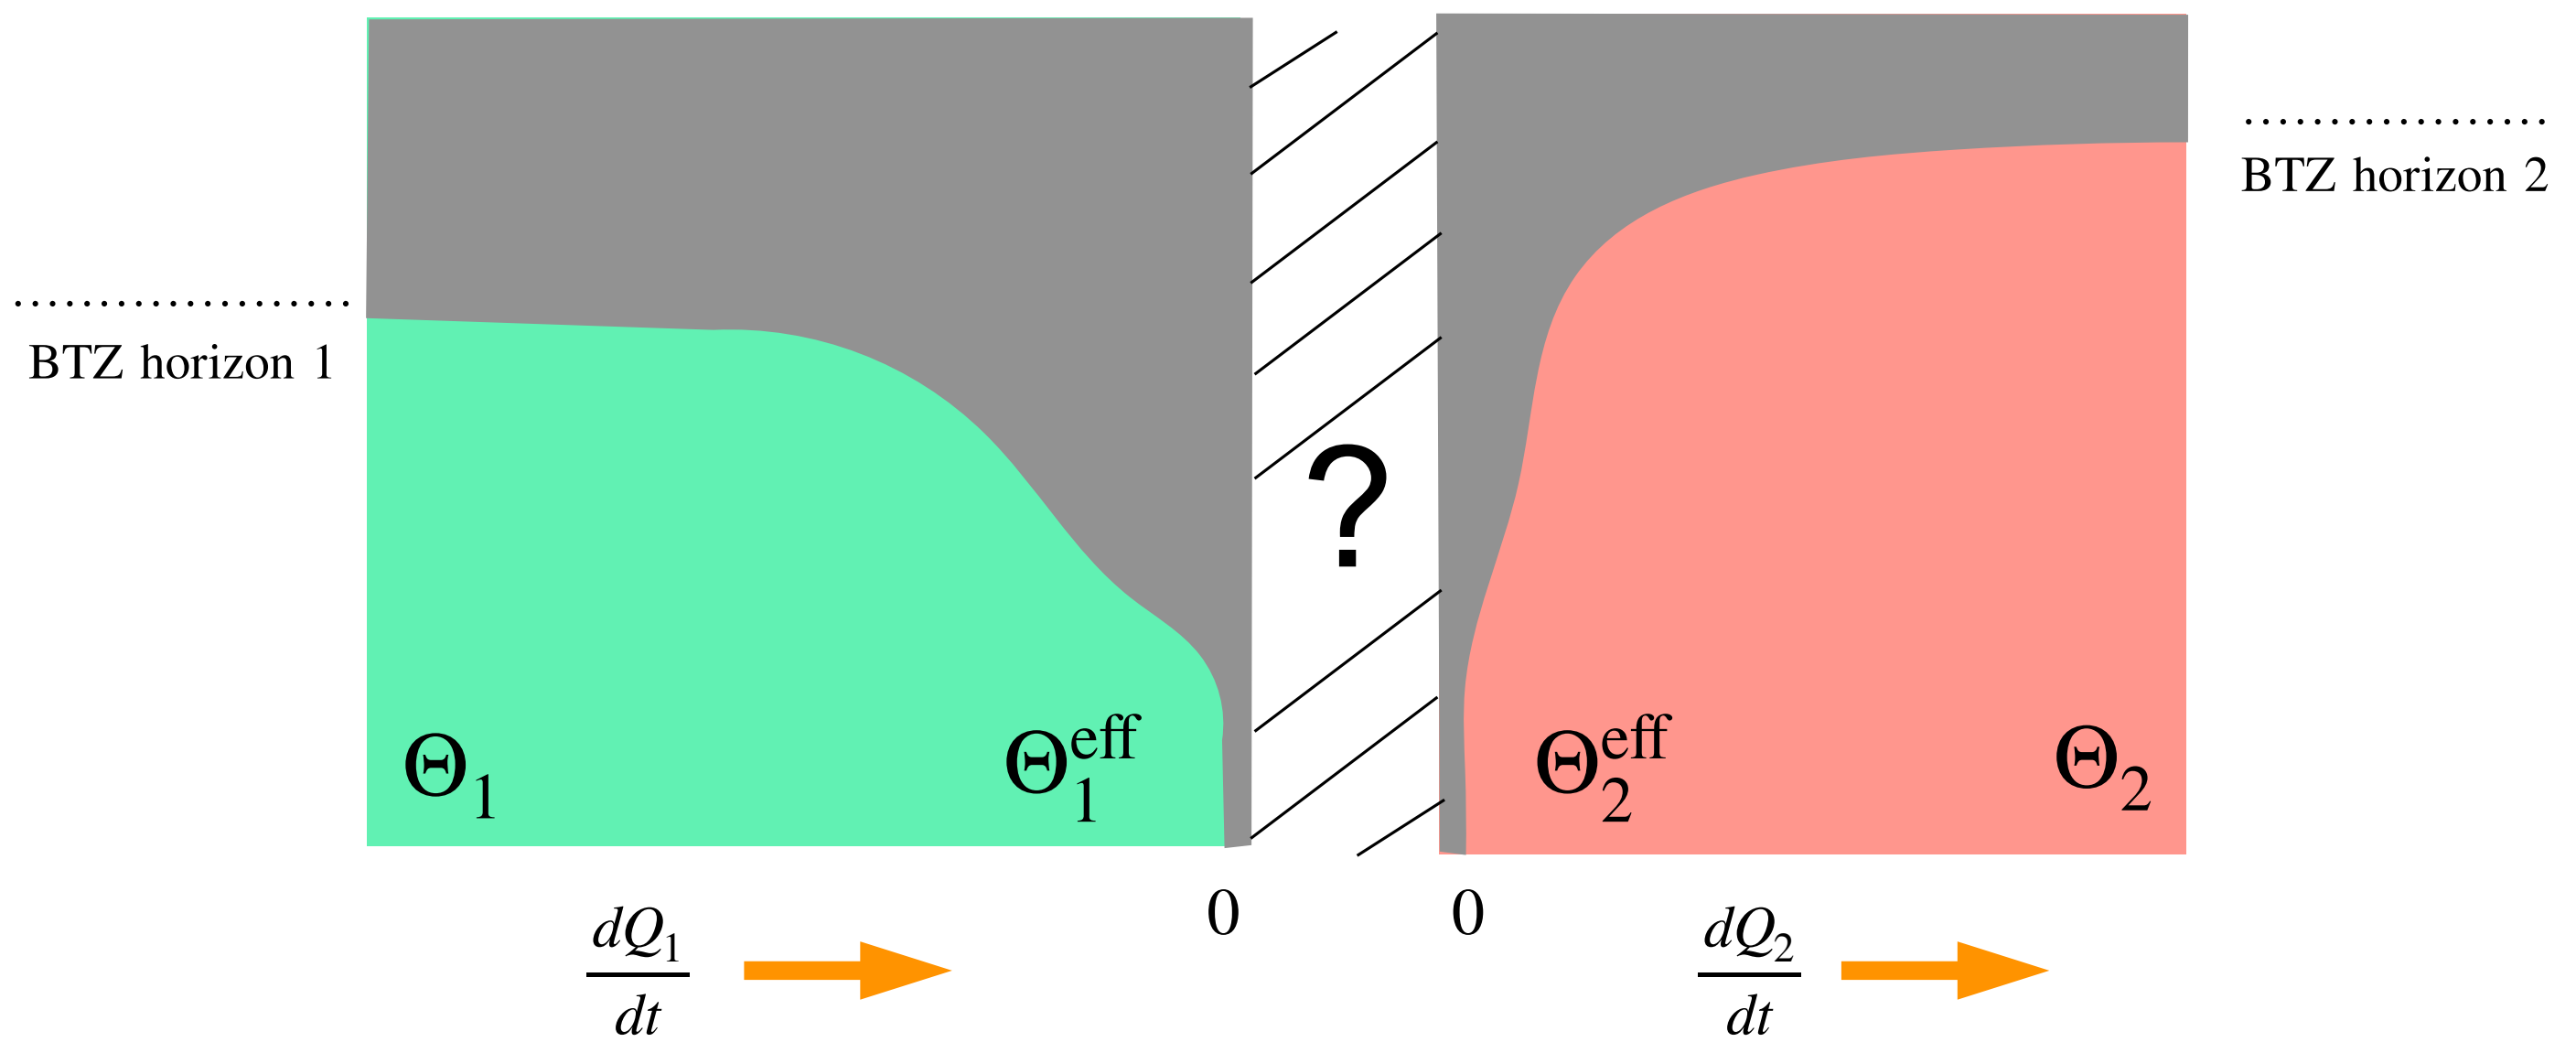 BTZ horizon 2
BTZ horizon 1
?
Θ₁ Θ₁ᵉᶠᶠ Θ₂ᵉᶠᶠ Θ₂
0 0
dQ₁/dt dQ₂/dt